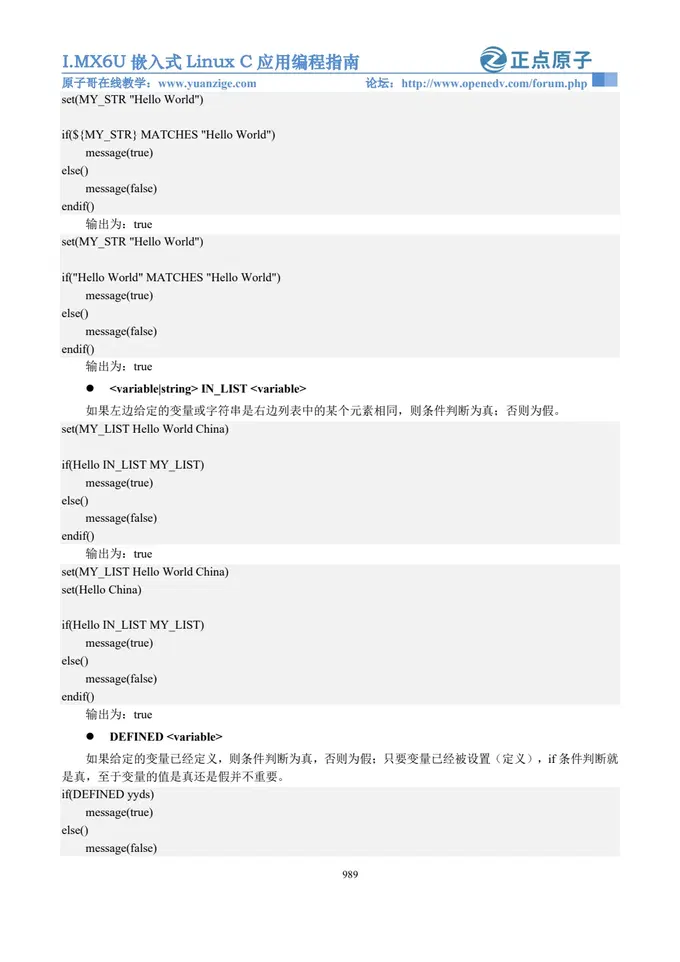 I.MX6U 嵌入式 Linux C 应用编程指南
正点原子
原子哥在线教学：www.yuanzige.com 论坛：http://www.openedv.com/forum.php
set(MY_STR "Hello World")
if(${MY_STR} MATCHES "Hello World")
message(true)
else()
message(false)
endif()
输出为：true
set(MY_STR "Hello World")
if("Hello World" MATCHES "Hello World")
message(true)
else()
message(false)
endif()
输出为：true
● <variable|string> IN_LIST <variable>
如果左边给定的变量或字符串是右边列表中的某个元素相同，则条件判断为真；否则为假。
set(MY_LIST Hello World China)
if(Hello IN_LIST MY_LIST)
message(true)
else()
message(false)
endif()
输出为：true
set(MY_LIST Hello World China)
set(Hello China)
if(Hello IN_LIST MY_LIST)
message(true)
else()
message(false)
endif()
输出为：true
● DEFINED <variable>
如果给定的变量已经定义，则条件判断为真，否则为假；只要变量已经被设置（定义），if 条件判断就
是真，至于变量的值是真还是假并不重要。
if(DEFINED yyds)
message(true)
else()
message(false)
989